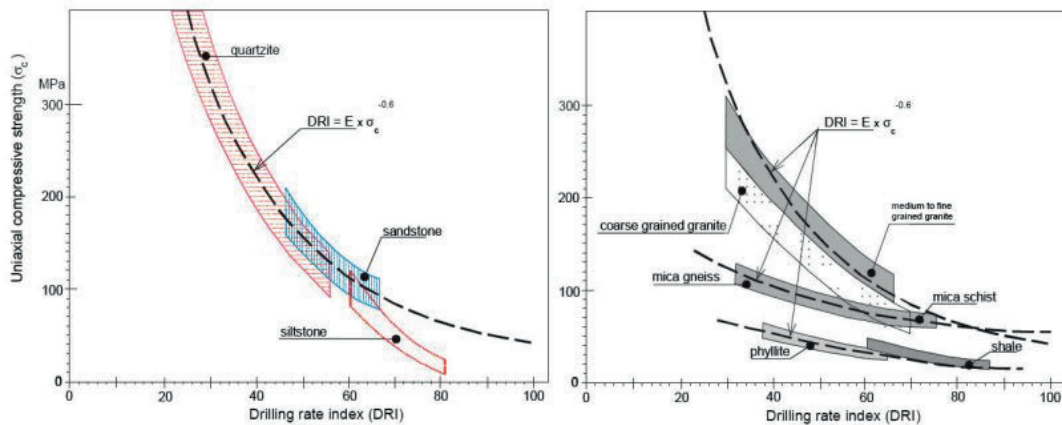 Uniaxial compressive strength (σc)
MPa
300
200
100
0
quartzite
DRI = E x σc-0.6
sandstone
siltstone
0
20
40
60
80
100
Drilling rate index (DRI)
300
200
100
0
DRI = E x σc-0.6
coarse grained granite
medium to fine
grained granite
mica gneiss
mica schist
phyllite
shale
0
20
40
60
80
100
Drilling rate index (DRI)